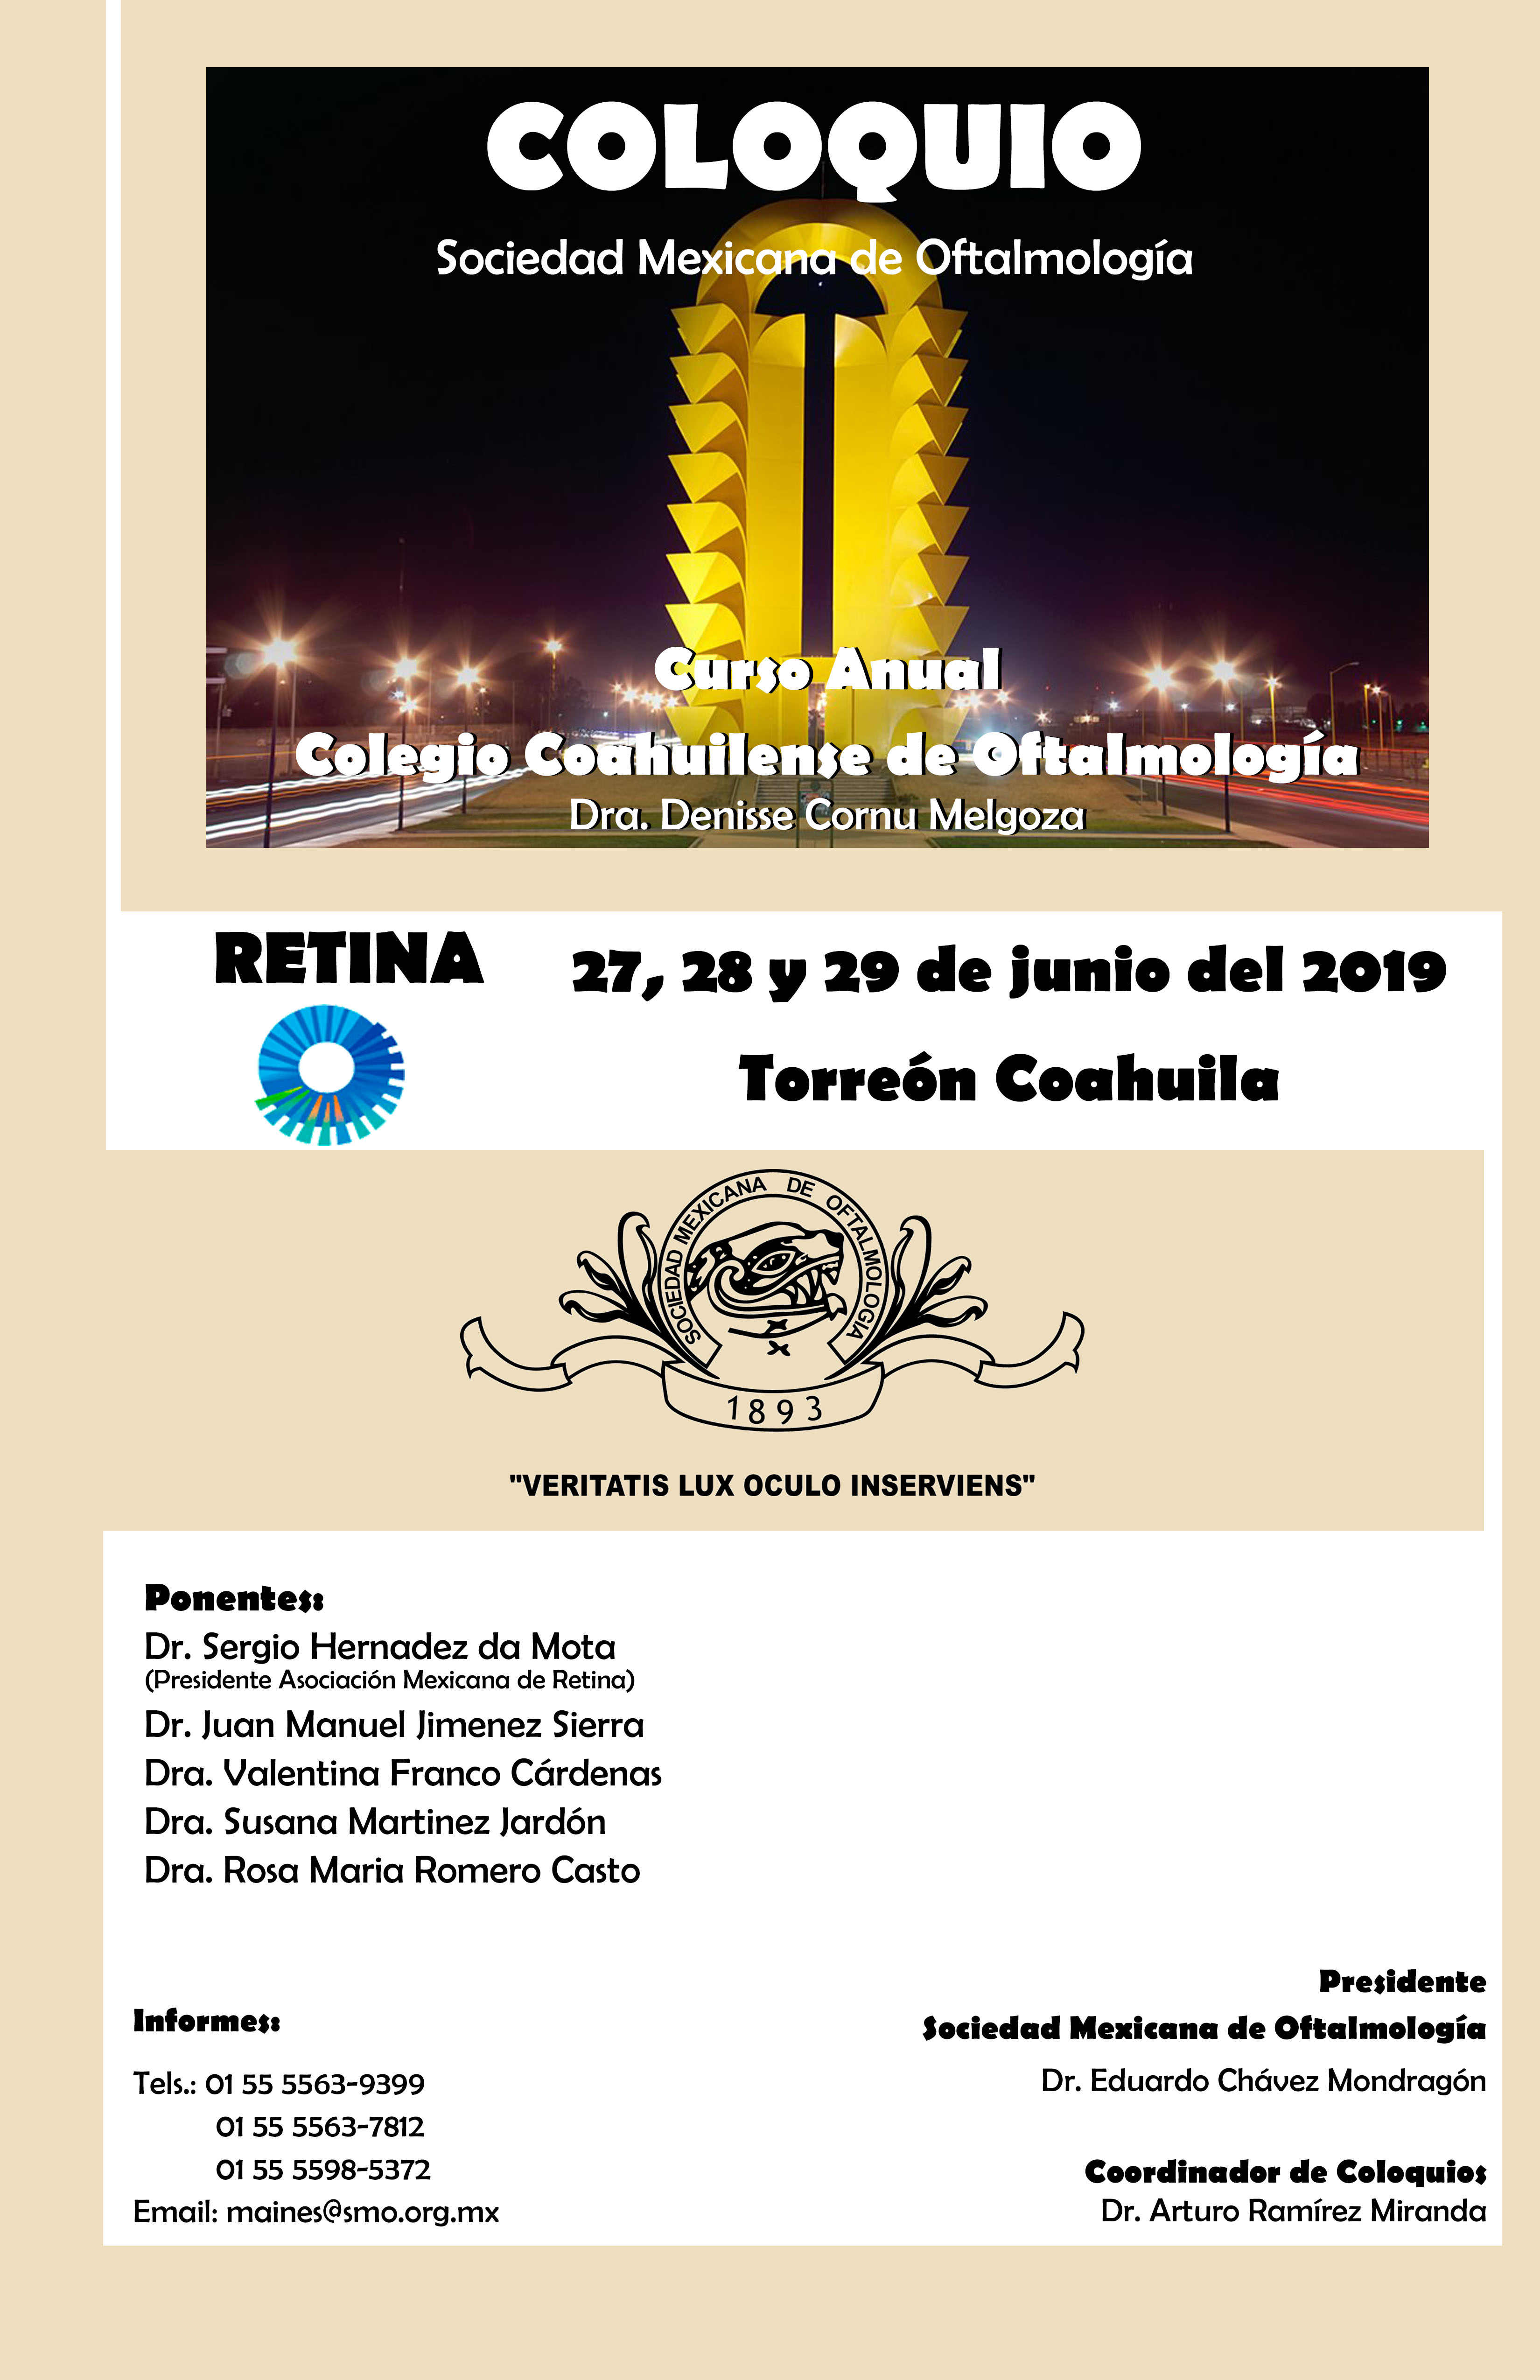 COLOQUIO
Sociedad Mexicana de Oftalmología
Curso Anual
Colegio Coahuilense de Oftalmología
Dra. Denisse Cornu Melgoza
RETINA
27, 28 y 29 de junio del 2019
Torreón Coahuila
SOCIEDAD MEXICANA DE OFTALMOLOGIA
1893
"VERITATIS LUX OCULO INSERVIENS"
Ponentes:
Dr. Sergio Hernadez da Mota
(Presidente Asociación Mexicana de Retina)
Dr. Juan Manuel Jimenez Sierra
Dra. Valentina Franco Cárdenas
Dra. Susana Martinez Jardón
Dra. Rosa Maria Romero Casto
Informes:
Tels.: 01 55 5563-9399
01 55 5563-7812
01 55 5598-5372
Email: maines@smo.org.mx
Presidente
Sociedad Mexicana de Oftalmología
Dr. Eduardo Chávez Mondragón
Coordinador de Coloquios
Dr. Arturo Ramírez Miranda